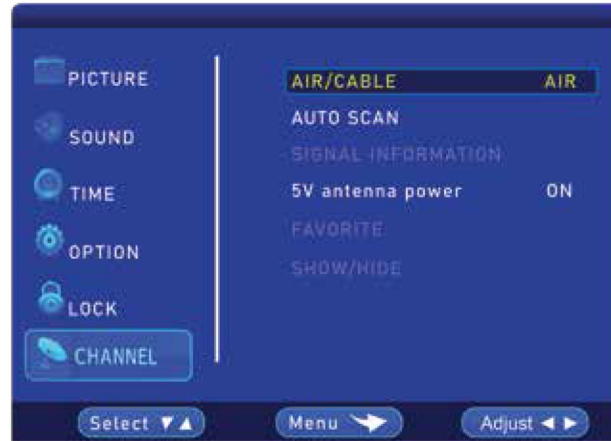 PICTURE
SOUND
TIME
OPTION
LOCK
CHANNEL
AIR/CABLE AIR
AUTO SCAN
SIGNAL INFORMATION
5V antenna power ON
FAVORITE
SHOW/HIDE
Select ▼▲
Menu
Adjust ◄ ►